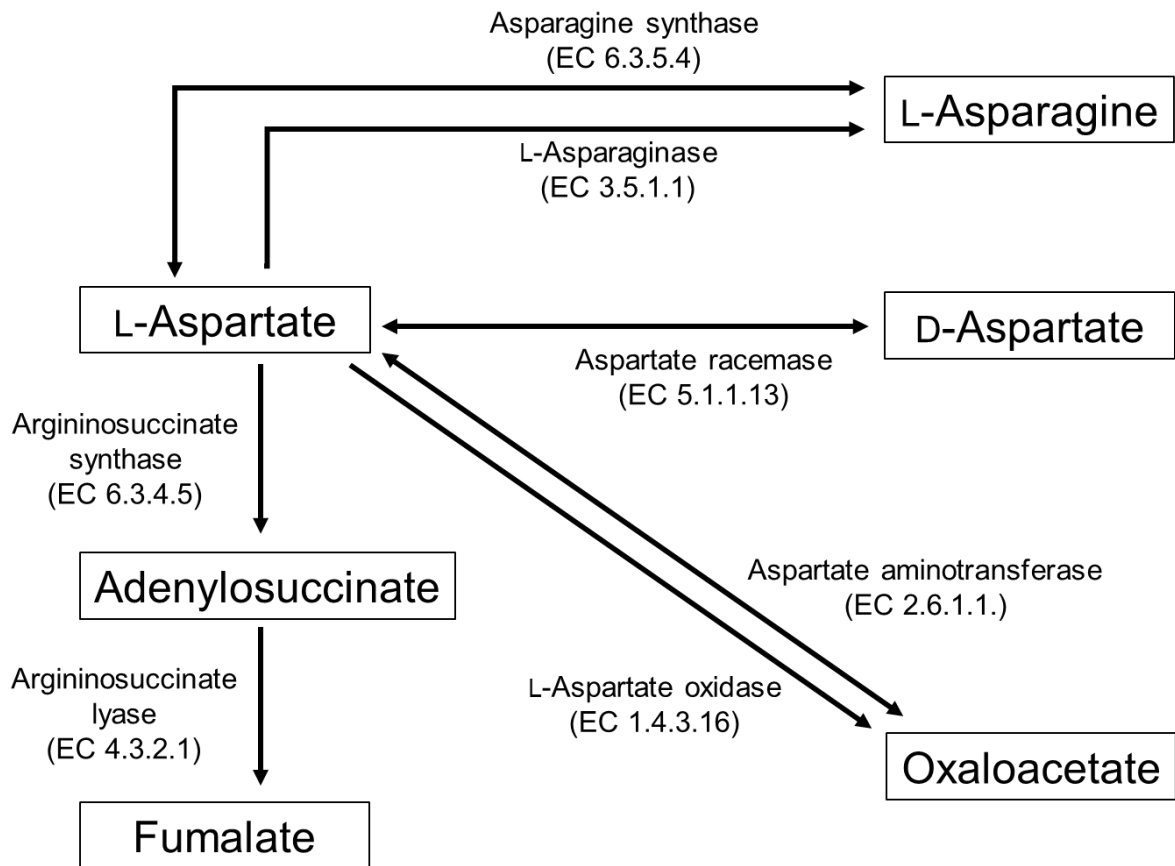 Asparagine synthase
(EC 6.3.5.4)
L-Asparagine
L-Asparaginase
(EC 3.5.1.1)
L-Aspartate
D-Aspartate
Aspartate racemase
(EC 5.1.1.13)
Argininosuccinate
synthase
(EC 6.3.4.5)
Adenylosuccinate
Aspartate aminotransferase
(EC 2.6.1.1.)
Argininosuccinate
lyase
(EC 4.3.2.1)
L-Aspartate oxidase
(EC 1.4.3.16)
Oxaloacetate
Fumalate